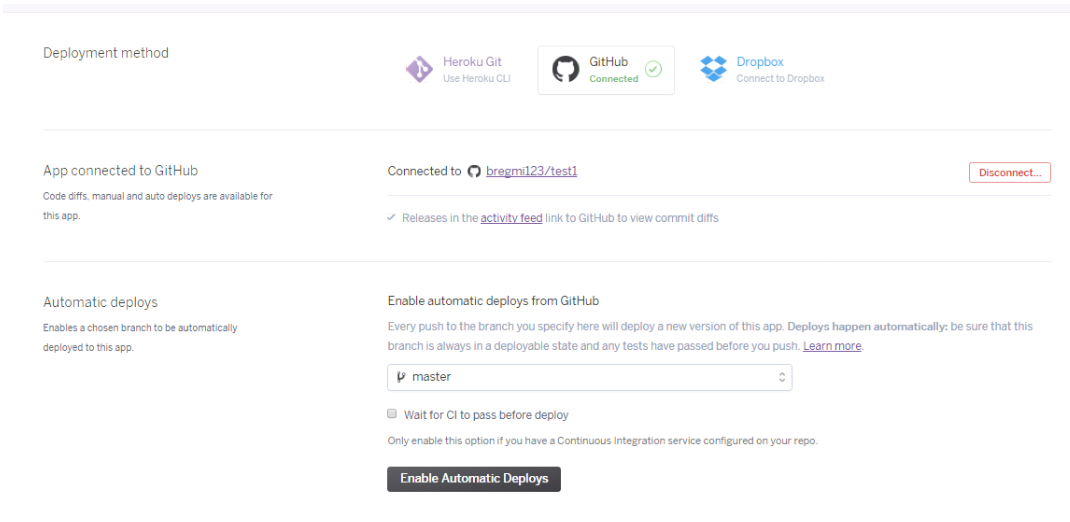 Deployment method
Heroku Git
Use Heroku CLI
GitHub
Connected
Dropbox
Connect to Dropbox
App connected to GitHub
Code diffs, manual and auto deploys are available for
this app.
Connected to bregmi123/test1
Disconnect...
Releases in the activity feed link to GitHub to view commit diffs
Automatic deploys
Enables a chosen branch to be automatically
deployed to this app.
Enable automatic deploys from GitHub
Every push to the branch you specify here will deploy a new version of this app. Deploys happen automatically: be sure that this
branch is always in a deployable state and any tests have passed before you push. Learn more.
master
Wait for CI to pass before deploy
Only enable this option if you have a Continuous Integration service configured on your repo.
Enable Automatic Deploys